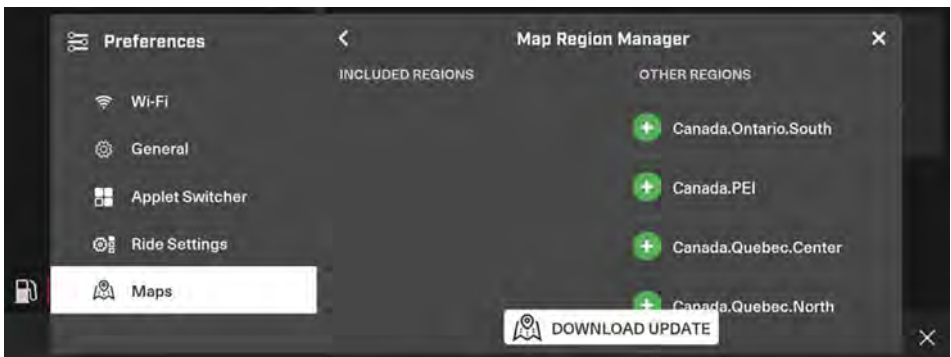 Preferences
Wi-Fi
General
Applet Switcher
Ride Settings
Maps
Map Region Manager
INCLUDED REGIONS
OTHER REGIONS
Canada.Ontario.South
Canada.PEI
Canada.Quebec.Center
Canada.Quebec.North
DOWNLOAD UPDATE